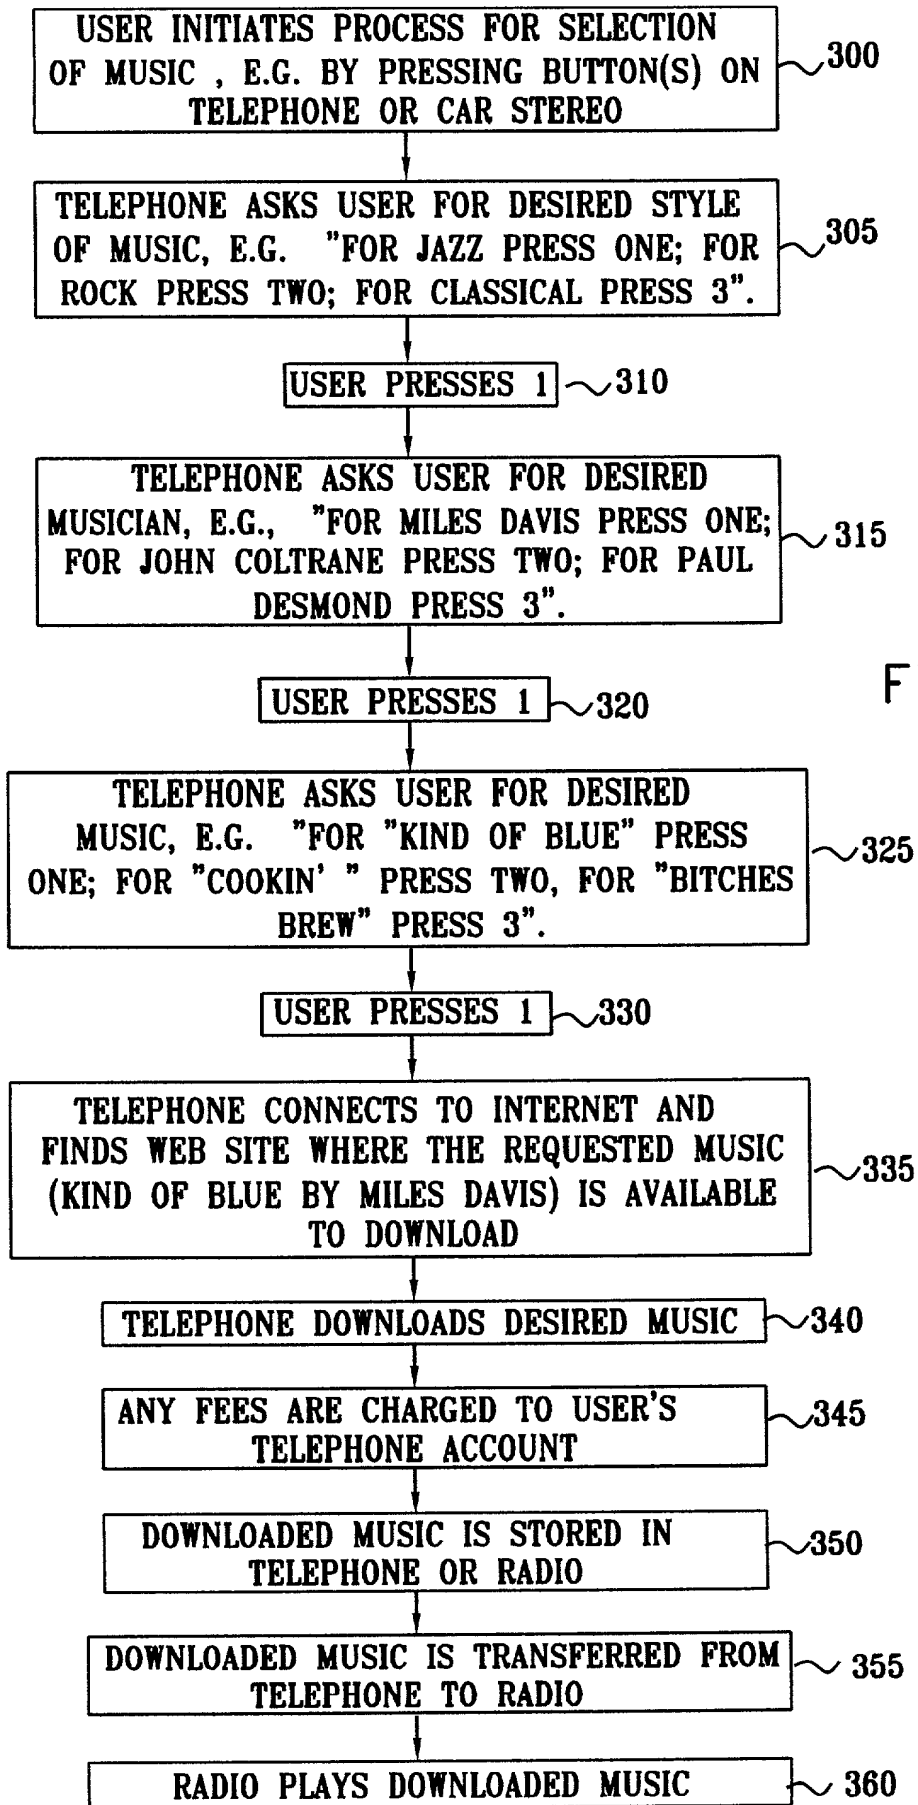 USER INITIATES PROCESS FOR SELECTION
OF MUSIC , E.G. BY PRESSING BUTTON(S) ON
TELEPHONE OR CAR STEREO
300
TELEPHONE ASKS USER FOR DESIRED STYLE
OF MUSIC, E.G. "FOR JAZZ PRESS ONE; FOR
ROCK PRESS TWO; FOR CLASSICAL PRESS 3".
305
USER PRESSES 1
310
TELEPHONE ASKS USER FOR DESIRED
MUSICIAN, E.G., "FOR MILES DAVIS PRESS ONE;
FOR JOHN COLTRANE PRESS TWO; FOR PAUL
DESMOND PRESS 3".
315
F
USER PRESSES 1
320
TELEPHONE ASKS USER FOR DESIRED
MUSIC, E.G. "FOR "KIND OF BLUE" PRESS
ONE; FOR "COOKIN' " PRESS TWO, FOR "BITCHES
BREW" PRESS 3".
325
USER PRESSES 1
330
TELEPHONE CONNECTS TO INTERNET AND
FINDS WEB SITE WHERE THE REQUESTED MUSIC
(KIND OF BLUE BY MILES DAVIS) IS AVAILABLE
TO DOWNLOAD
335
TELEPHONE DOWNLOADS DESIRED MUSIC
340
ANY FEES ARE CHARGED TO USER'S
TELEPHONE ACCOUNT
345
DOWNLOADED MUSIC IS STORED IN
TELEPHONE OR RADIO
350
DOWNLOADED MUSIC IS TRANSFERRED FROM
TELEPHONE TO RADIO
355
RADIO PLAYS DOWNLOADED MUSIC
360